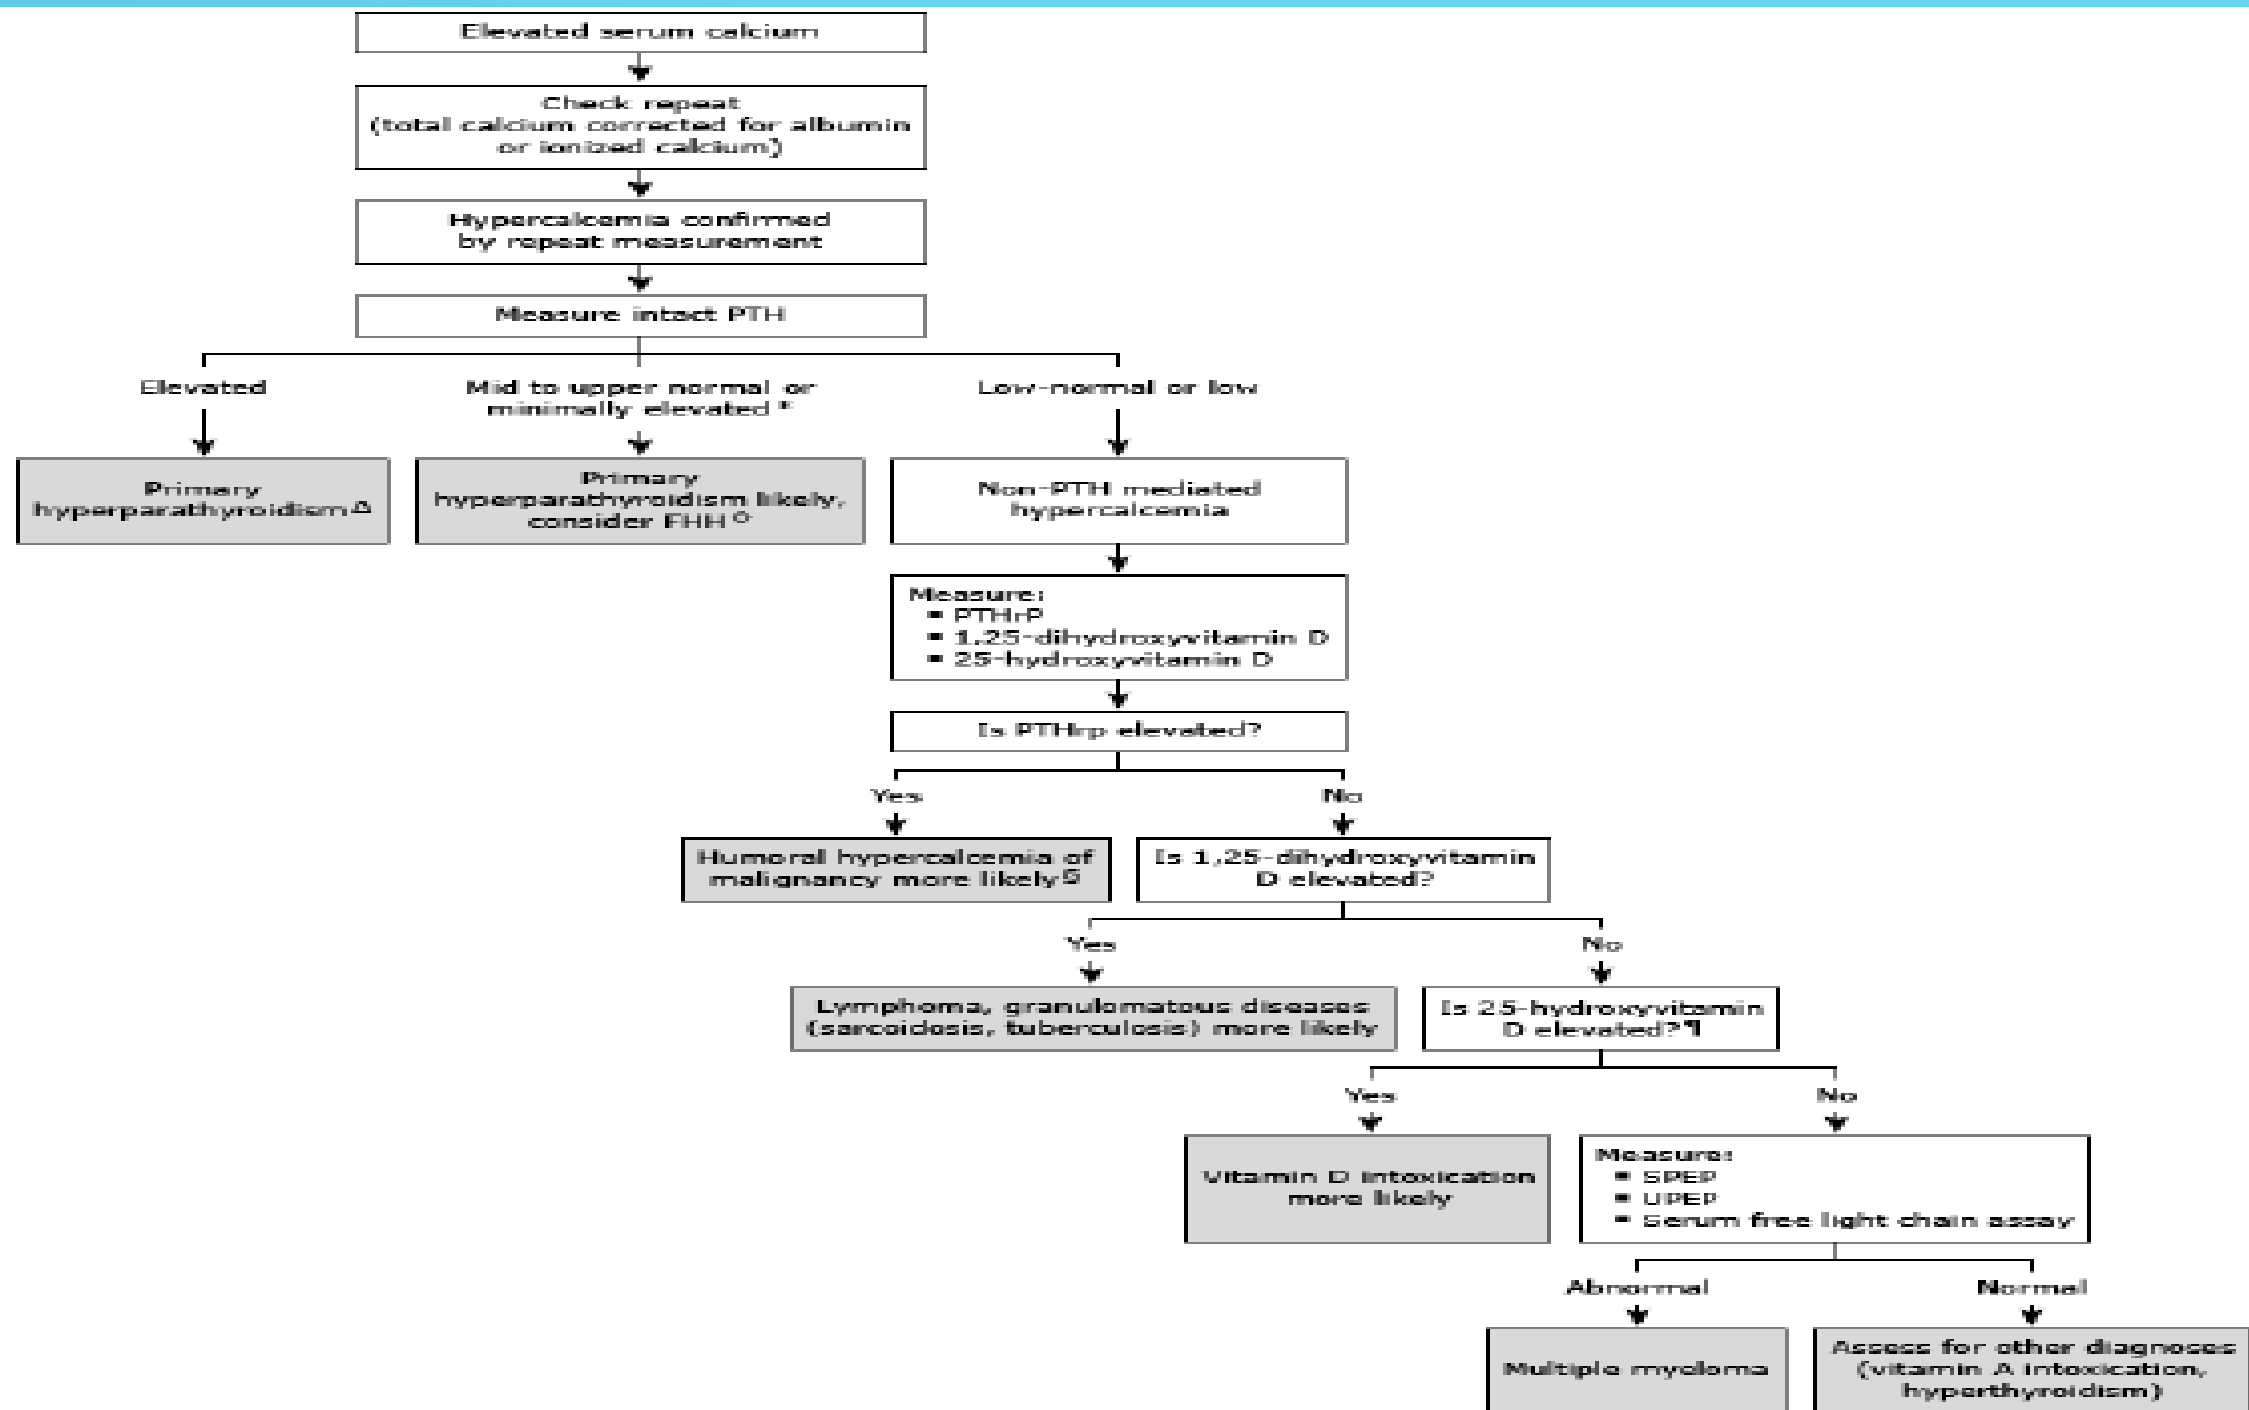 Elevated serum calcium
Check repeat
(total calcium corrected for albumin
or ionized calcium)
Hypercalcemia confirmed
by repeat measurement
Measure intact PTH
Elevated
Mid to upper normal or
minimally elevated*
Low-normal or low
Primary
hyperparathyroidismΔ
Primary
hyperparathyroidism likely,
consider FHH◊
Non-PTH mediated
hypercalcemia
Measure:
▪ PTHrP
▪ 1,25-dihydroxyvitamin D
▪ 25-hydroxyvitamin D
Is PTHrp elevated?
Yes
No
Humoral hypercalcemia of
malignancy more likely§
Is 1,25-dihydroxyvitamin
D elevated?
Yes
No
Lymphoma, granulomatous diseases
(sarcoidosis, tuberculosis) more likely
Is 25-hydroxyvitamin
D elevated?¶
Yes
No
Vitamin D intoxication
more likely
Measure:
▪ SPEP
▪ UPEP
▪ Serum free light chain assay
Abnormal
Normal
Multiple myeloma
Assess for other diagnoses
(vitamin A intoxication,
hyperthyroidism)